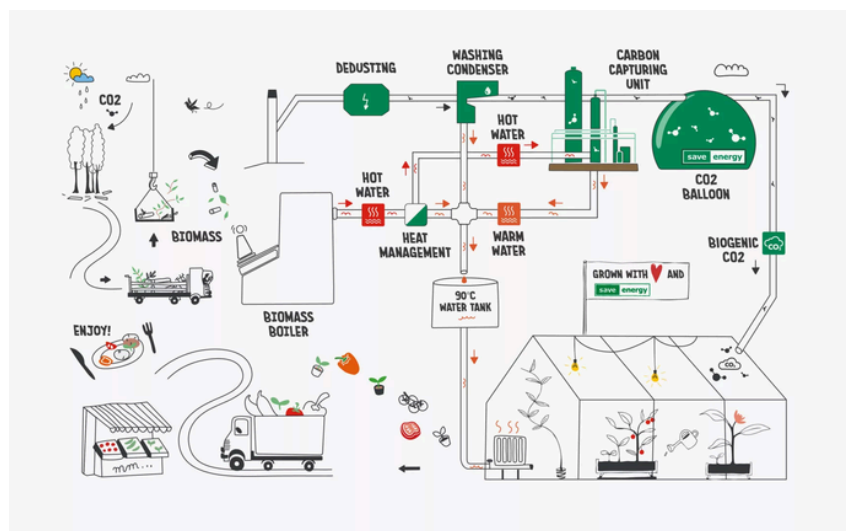 CO2
BIOMASS
DEDUSTING
WASHING
CONDENSER
CARBON
CAPTURING
UNIT
HOT
WATER
save energy
CO2
BALLOON
HOT
WATER
HEAT
MANAGEMENT
WARM
WATER
BIOGENIC
CO2
CO2
90°C
WATER TANK
BIOMASS
BOILER
GROWN WITH AND
save energy
CO2
ENJOY!
mm...